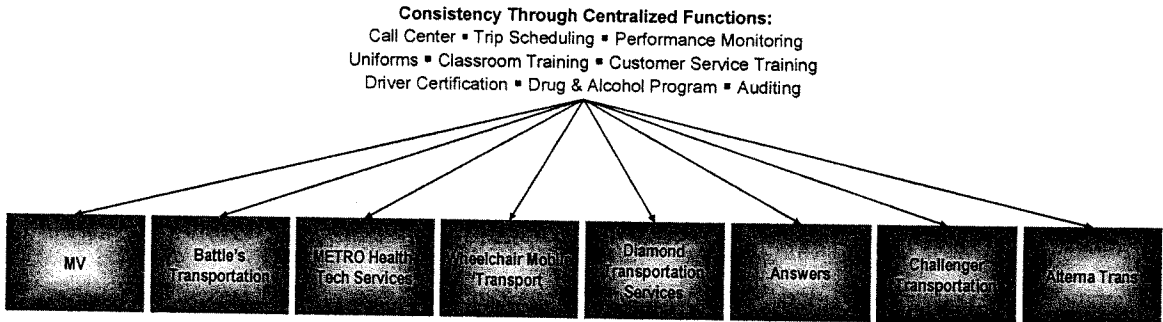 Consistency Through Centralized Functions:
Call Center ▪ Trip Scheduling ▪ Performance Monitoring
Uniforms ▪ Classroom Training ▪ Customer Service Training
Driver Certification ▪ Drug & Alcohol Program ▪ Auditing
MV
Battle's
Transportation
METRO Health
Tech Services
Wheelchair Mobile
Transport
Diamond
Transportation
Services
Answers
Challenger
Transportation
Alterna Trans